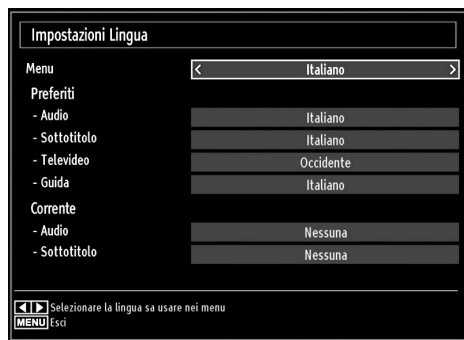 Impostazioni Lingua
Menu < Italiano >
Preferiti
- Audio Italiano
- Sottotitolo Italiano
- Televideo Occidente
- Guida Italiano
Corrente
- Audio Nessuna
- Sottotitolo Nessuna
Selezionare la lingua sa usare nei menu
MENU Esci